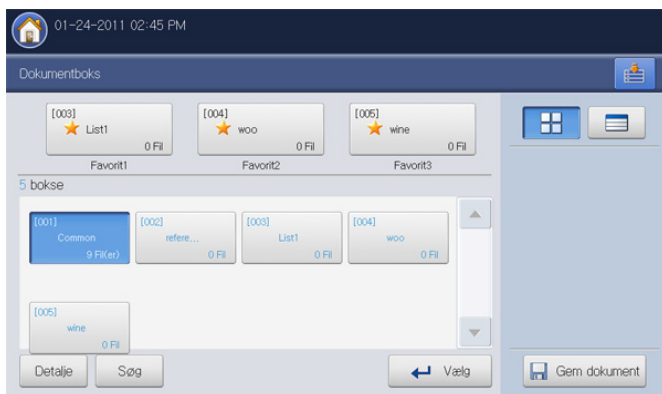 01-24-2011 02:45 PM
Dokumentboks
[003]
List1
0 Fil
Favorit1
[004]
woo
0 Fil
Favorit2
[005]
wine
0 Fil
Favorit3
5 bokse
[001]
Common
9 Fil(er)
[002]
refere...
0 Fil
[003]
List1
0 Fil
[004]
woo
0 Fil
[005]
wine
0 Fil
Detalje
Søg
Vælg
Gem dokument